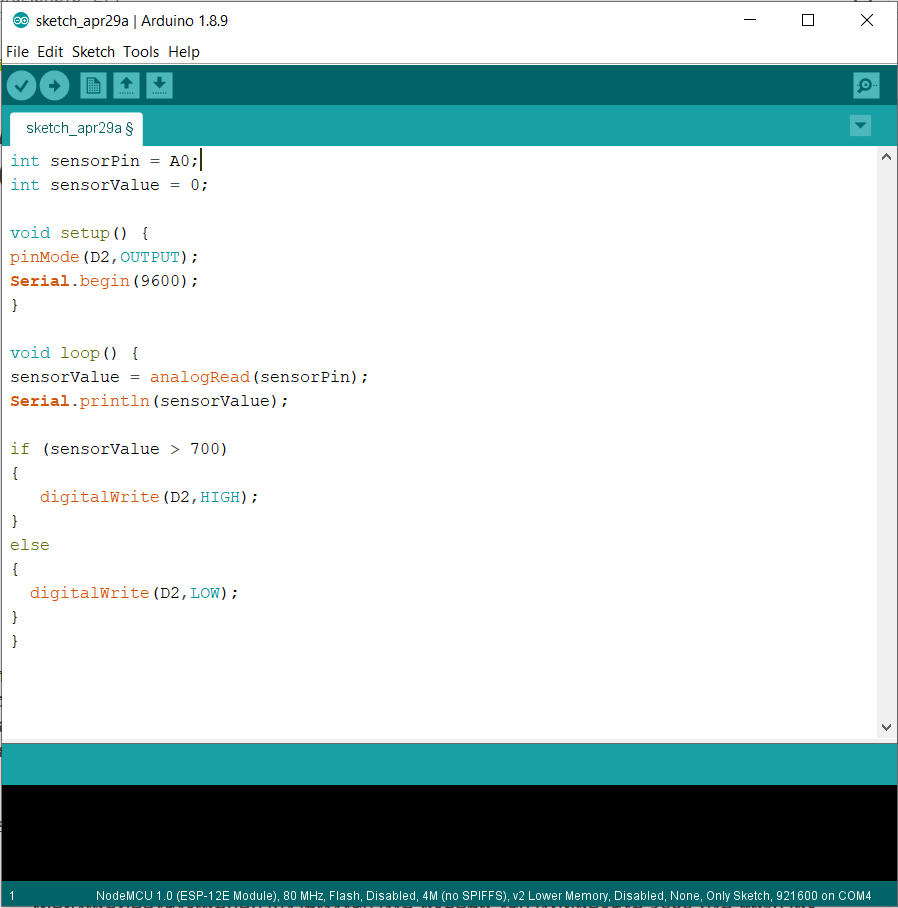 sketch_apr29a | Arduino 1.8.9
File Edit Sketch Tools Help
sketch_apr29a §
int sensorPin = A0;
int sensorValue = 0;
void setup() {
pinMode(D2,OUTPUT);
Serial.begin(9600);
}
void loop() {
sensorValue = analogRead(sensorPin);
Serial.println(sensorValue);
if (sensorValue > 700)
{
digitalWrite(D2,HIGH);
}
else
{
digitalWrite(D2,LOW);
}
}
1 NodeMCU 1.0 (ESP-12E Module), 80 MHz, Flash, Disabled, 4M (no SPIFFS), v2 Lower Memory, Disabled, None, Only Sketch, 921600 on COM4